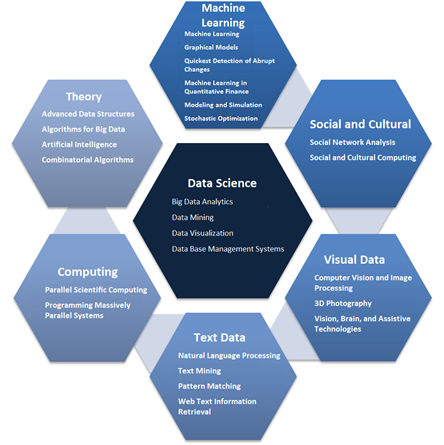 Machine
Learning
Machine Learning
Graphical Models
Quickest Detection of Abrupt
Changes
Machine Learning in
Quantitative Finance
Modeling and Simulation
Stochastic Optimization
Theory
Advanced Data Structures
Algorithms for Big Data
Artificial Intelligence
Combinatorial Algorithms
Social and Cultural
Social Network Analysis
Social and Cultural Computing
Data Science
Big Data Analytics
Data Mining
Data Visualization
Data Base Management Systems
Computing
Parallel Scientific Computing
Programming Massively
Parallel Systems
Visual Data
Computer Vision and Image
Processing
3D Photography
Vision, Brain, and Assistive
Technologies
Text Data
Natural Language Processing
Text Mining
Pattern Matching
Web Text Information
Retrieval